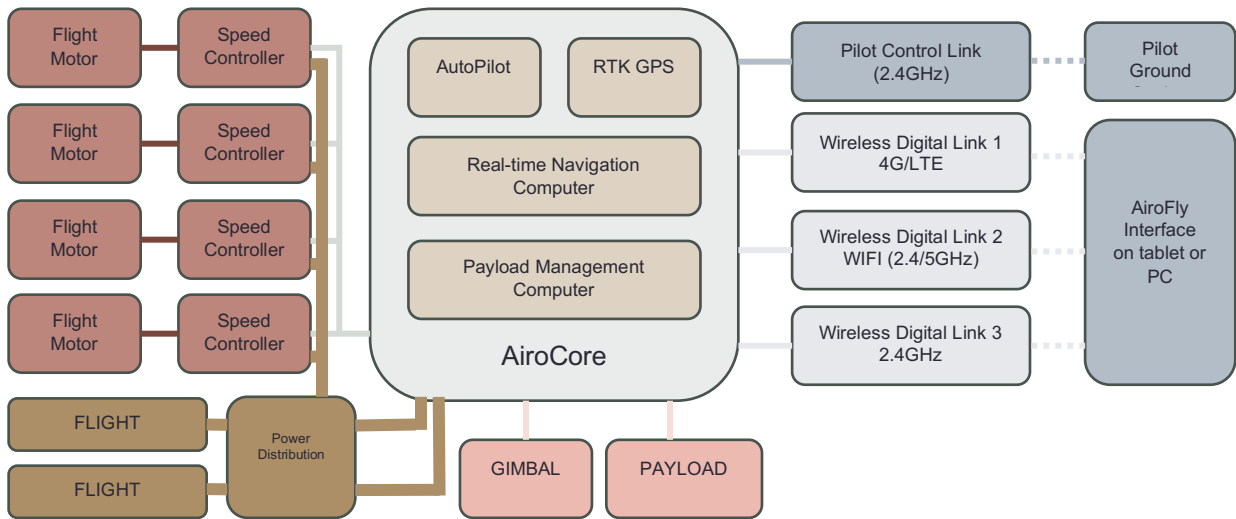 Flight
Motor
Speed
Controller
Flight
Motor
Speed
Controller
Flight
Motor
Speed
Controller
Flight
Motor
Speed
Controller
FLIGHT
FLIGHT
Power
Distribution
AutoPilot
RTK GPS
Real-time Navigation
Computer
Payload Management
Computer
AiroCore
GIMBAL
PAYLOAD
Pilot Control Link
(2.4GHz)
Wireless Digital Link 1
4G/LTE
Wireless Digital Link 2
WIFI (2.4/5GHz)
Wireless Digital Link 3
2.4GHz
Pilot
Ground
AiroFly
Interface
on tablet or
PC